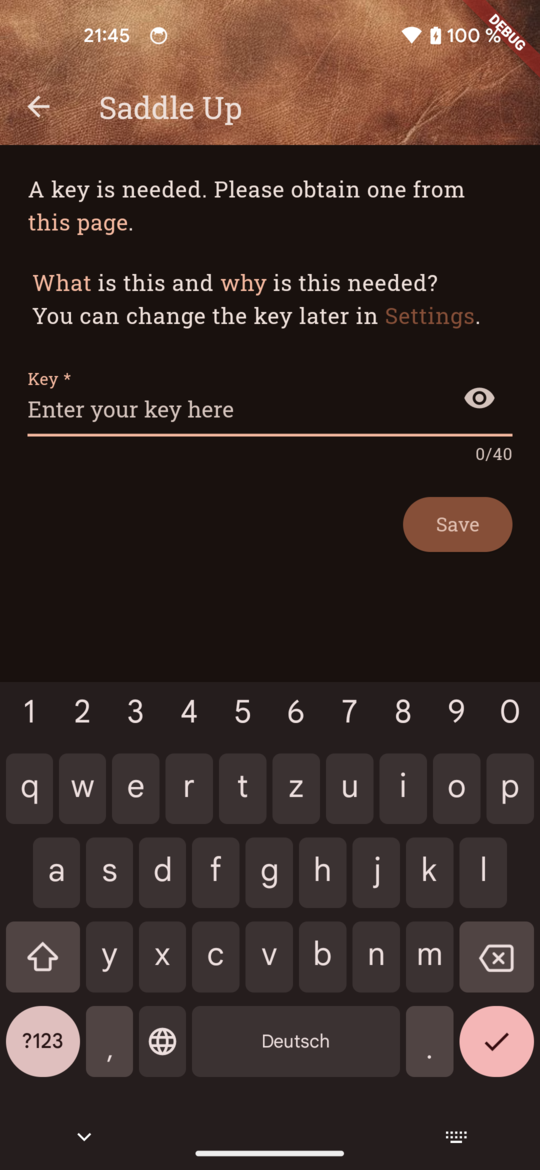 21:45
100 %
DEBUG
Saddle Up
A key is needed. Please obtain one from
this page.
What is this and why is this needed?
You can change the key later in Settings.
Key *
Enter your key here
0/40
Save
1 2 3 4 5 6 7 8 9 0
q w e r t z u i o p
a s d f g h j k l
y x c v b n m
?123 , Deutsch .